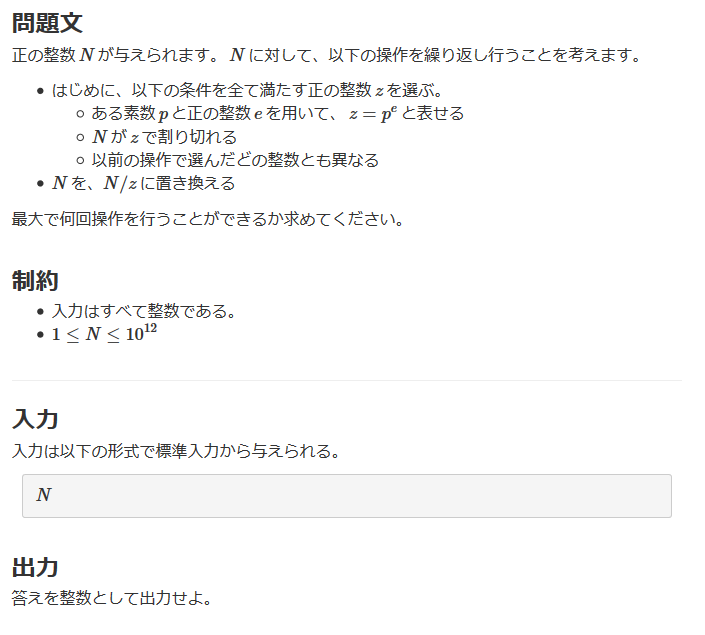 問題文
正の整数 N が与えられます。 N に対して、以下の操作を繰り返し行うことを考えます。
はじめに、以下の条件を全て満たす正の整数 z を選ぶ。
ある素数 p と正の整数 e を用いて、 z = p^e と表せる
N が z で割り切れる
以前の操作で選んだどの整数とも異なる
N を、N/z に置き換える
最大で何回操作を行うことができるか求めてください。
制約
入力はすべて整数である。
1 ≤ N ≤ 10^12
入力
入力は以下の形式で標準入力から与えられる。
N
出力
答えを整数として出力せよ。